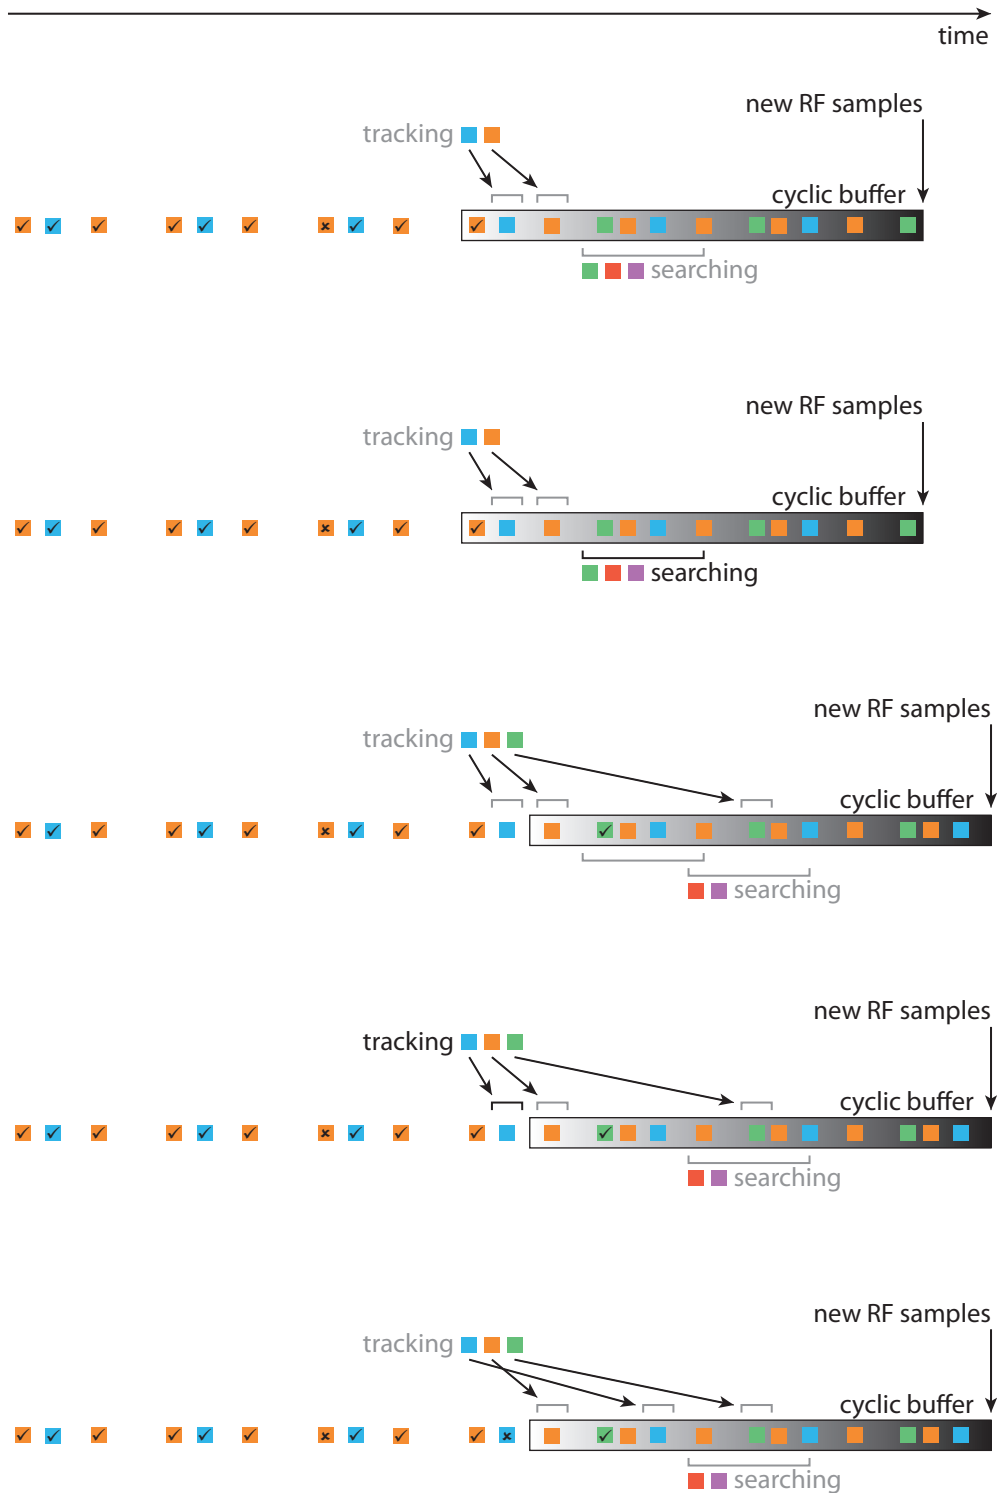 time
new RF samples
tracking
cyclic buffer
searching
new RF samples
tracking
cyclic buffer
searching
new RF samples
tracking
cyclic buffer
searching
new RF samples
tracking
cyclic buffer
searching
new RF samples
tracking
cyclic buffer
searching